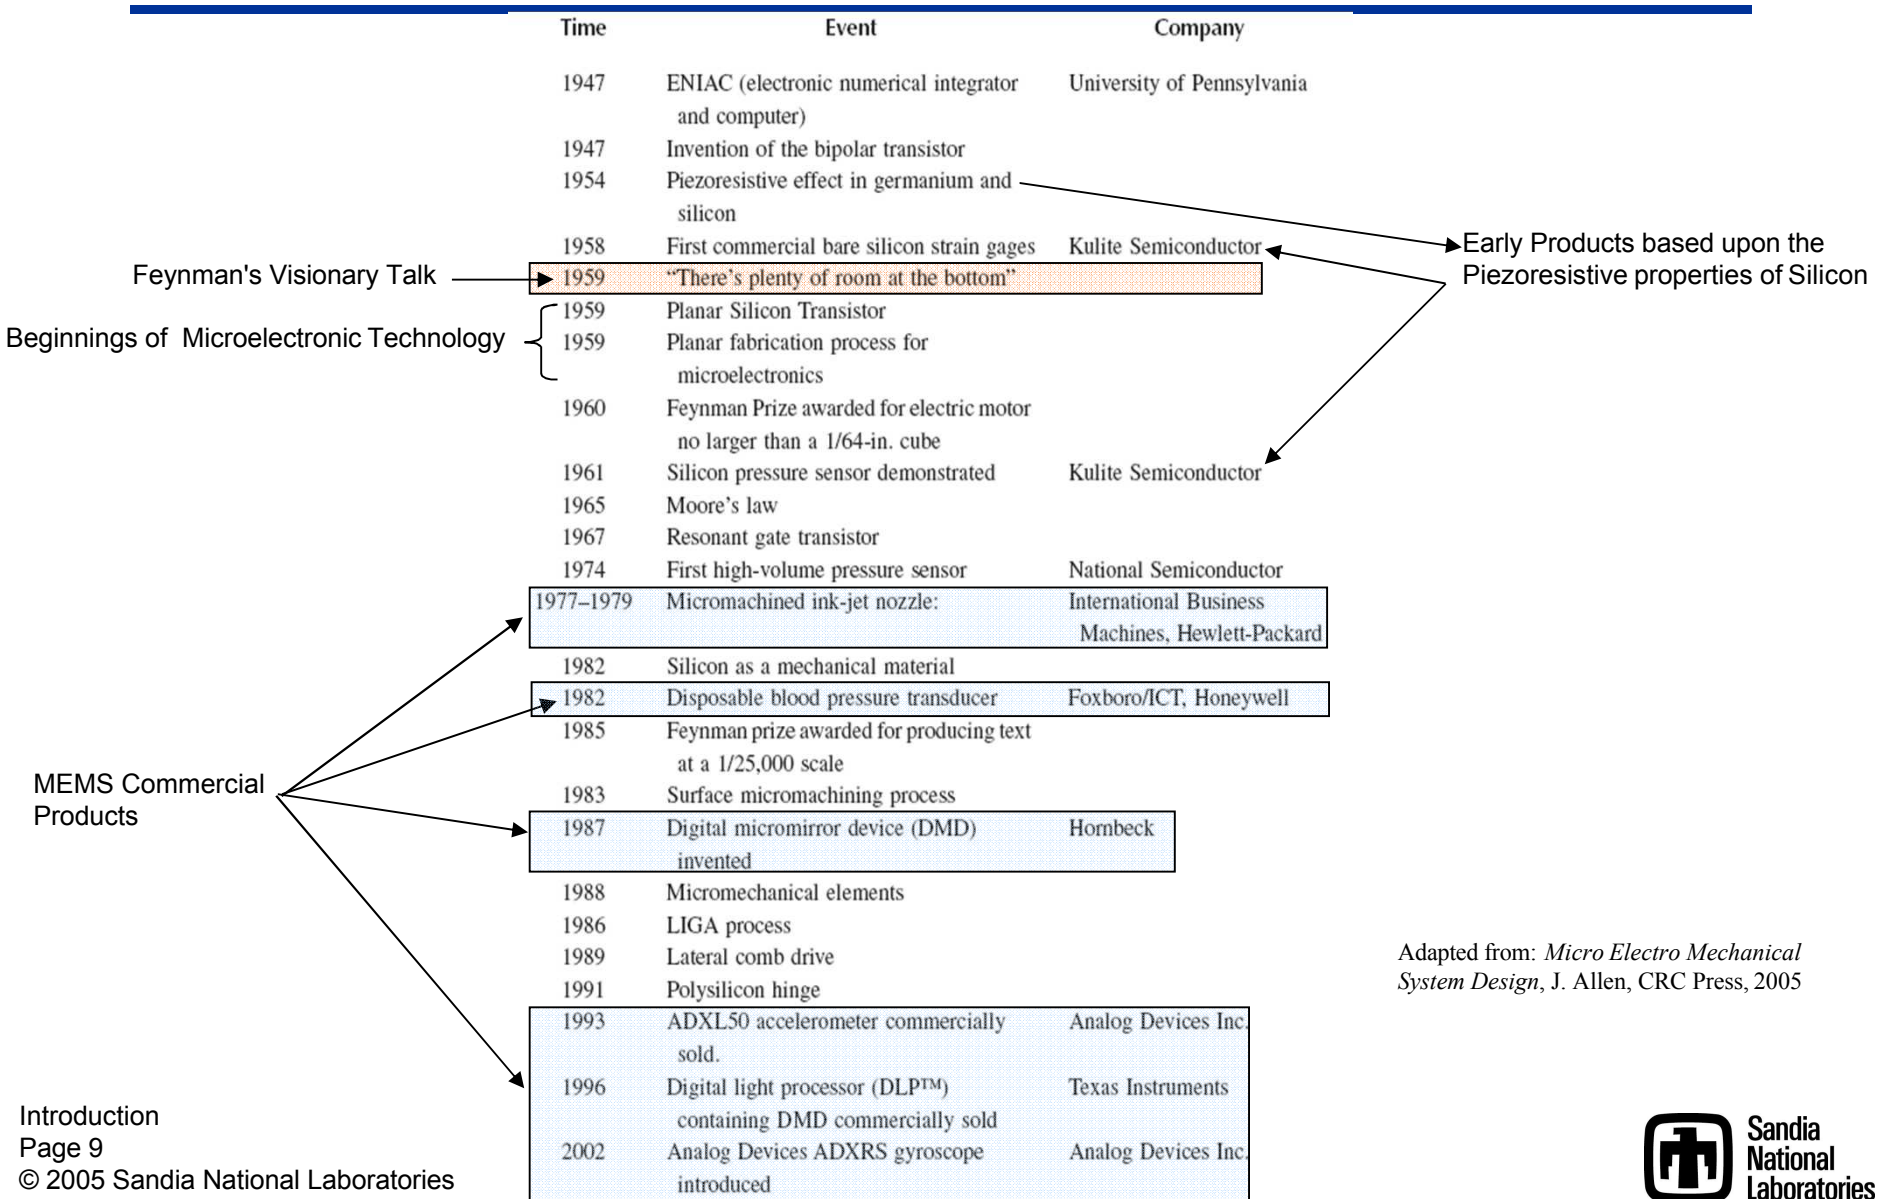 Time Event Company
1947 ENIAC (electronic numerical integrator University of Pennsylvania
and computer)
1947 Invention of the bipolar transistor
1954 Piezoresistive effect in germanium and
silicon
1958 First commercial bare silicon strain gages Kulite Semiconductor
Early Products based upon the
Piezoresistive properties of Silicon
Feynman's Visionary Talk
1959 “There’s plenty of room at the bottom”
1959 Planar Silicon Transistor
Beginnings of Microelectronic Technology
1959 Planar fabrication process for
microelectronics
1960 Feynman Prize awarded for electric motor
no larger than a 1/64-in. cube
1961 Silicon pressure sensor demonstrated Kulite Semiconductor
1965 Moore’s law
1967 Resonant gate transistor
1974 First high-volume pressure sensor National Semiconductor
1977–1979 Micromachined ink-jet nozzle: International Business
Machines, Hewlett-Packard
1982 Silicon as a mechanical material
1982 Disposable blood pressure transducer Foxboro/ICT, Honeywell
1985 Feynman prize awarded for producing text
at a 1/25,000 scale
MEMS Commercial
Products
1983 Surface micromachining process
1987 Digital micromirror device (DMD) Hornbeck
invented
1988 Micromechanical elements
1986 LIGA process
1989 Lateral comb drive
1991 Polysilicon hinge
Adapted from: Micro Electro Mechanical
System Design, J. Allen, CRC Press, 2005
1993 ADXL50 accelerometer commercially Analog Devices Inc.
sold.
1996 Digital light processor (DLP™) Texas Instruments
containing DMD commercially sold
2002 Analog Devices ADXRS gyroscope Analog Devices Inc.
introduced
Introduction
Page 9
© 2005 Sandia National Laboratories
Sandia
National
Laboratories